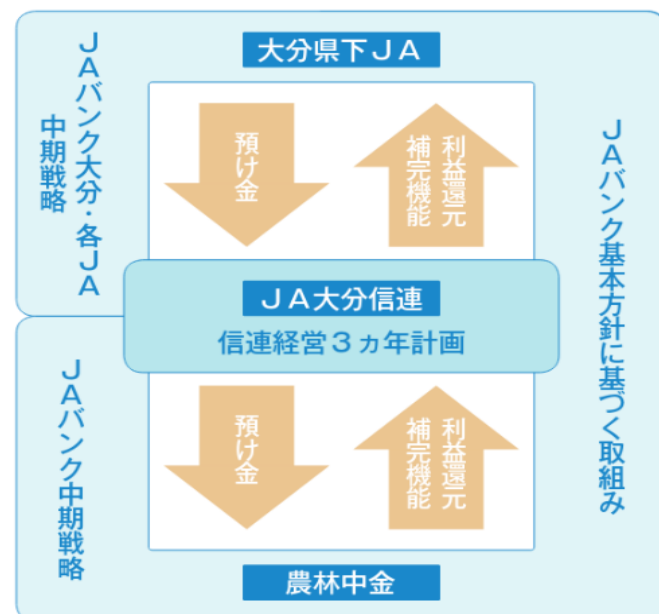 大分県下ＪＡ
ＪＡバンク大分・各ＪＡ
中期戦略
預け金
利益還元
補完機能
ＪＡバンク基本方針に基づく取組み
ＪＡ大分信連
信連経営３ヵ年計画
ＪＡバンク中期戦略
預け金
利益還元
補完機能
農林中金